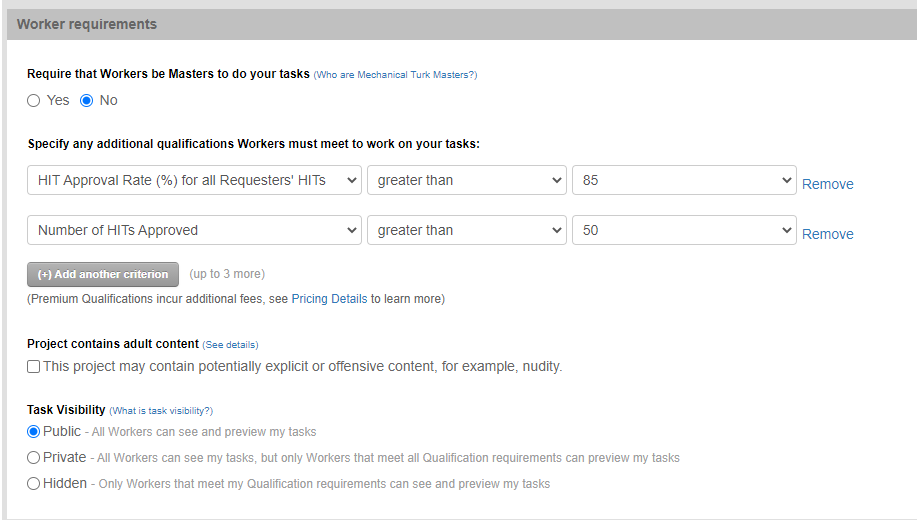 Worker requirements
Require that Workers be Masters to do your tasks (Who are Mechanical Turk Masters?)
Yes No
Specify any additional qualifications Workers must meet to work on your tasks:
HIT Approval Rate (%) for all Requesters' HITs greater than 85 Remove
Number of HITs Approved greater than 50 Remove
(+) Add another criterion (up to 3 more)
(Premium Qualifications incur additional fees, see Pricing Details to learn more)
Project contains adult content (See details)
This project may contain potentially explicit or offensive content, for example, nudity.
Task Visibility (What is task visibility?)
Public - All Workers can see and preview my tasks
Private - All Workers can see my tasks, but only Workers that meet all Qualification requirements can preview my tasks
Hidden - Only Workers that meet my Qualification requirements can see and preview my tasks